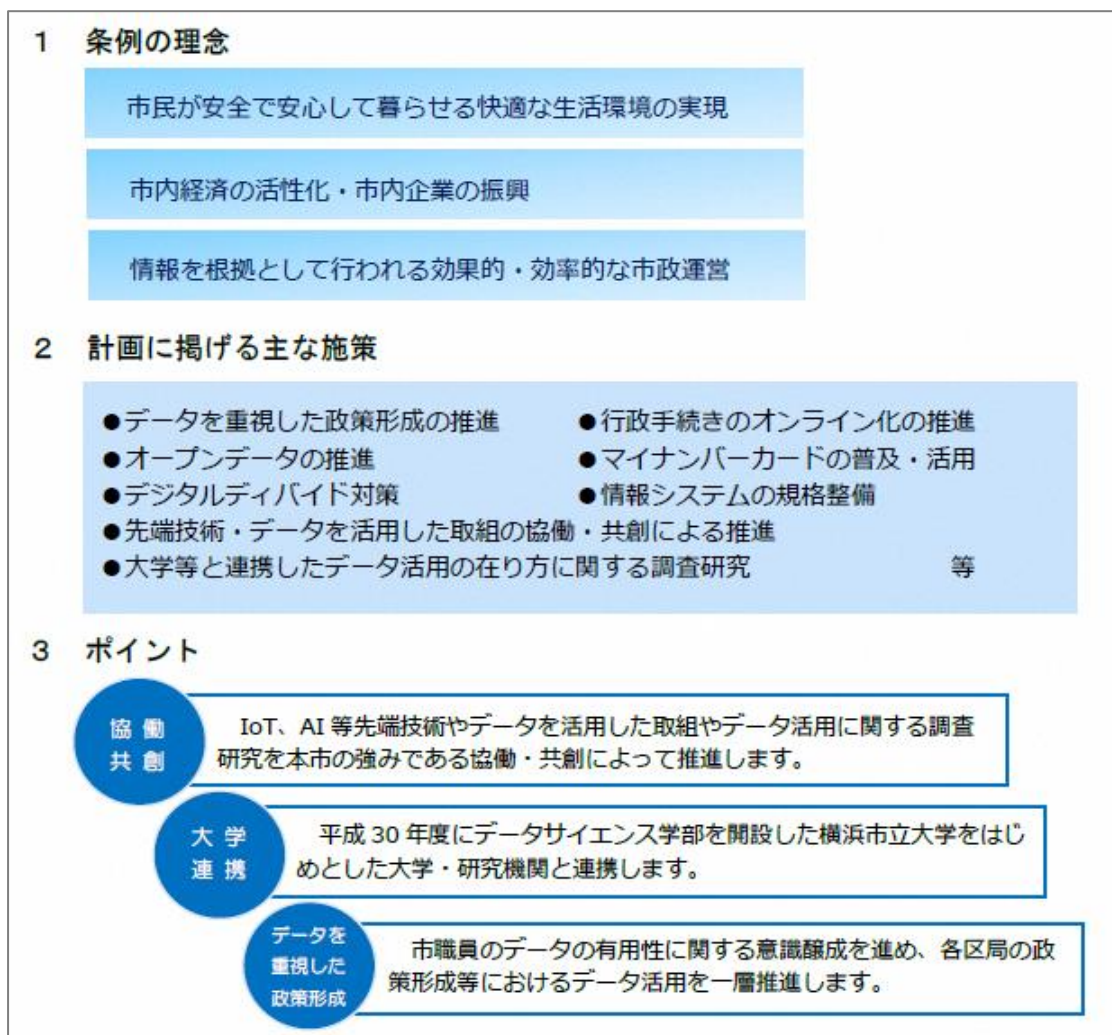 1 条例の理念
市民が安全で安心して暮らせる快適な生活環境の実現
市内経済の活性化・市内企業の振興
情報を根拠として行われる効果的・効率的な市政運営
2 計画に掲げる主な施策
●データを重視した政策形成の推進 ●行政手続きのオンライン化の推進
●オープンデータの推進 ●マイナンバーカードの普及・活用
●デジタルディバイド対策 ●情報システムの規格整備
●先端技術・データを活用した取組の協働・共創による推進
●大学等と連携したデータ活用の在り方に関する調査研究 等
3 ポイント
協働
共創
IoT、AI 等先端技術やデータを活用した取組やデータ活用に関する調査
研究を本市の強みである協働・共創によって推進します。
大学
連携
平成 30 年度にデータサイエンス学部を開設した横浜市立大学をはじ
めとした大学・研究機関と連携します。
データを
重視した
政策形成
市職員のデータの有用性に関する意識醸成を進め、各区局の政
策形成等におけるデータ活用を一層推進します。